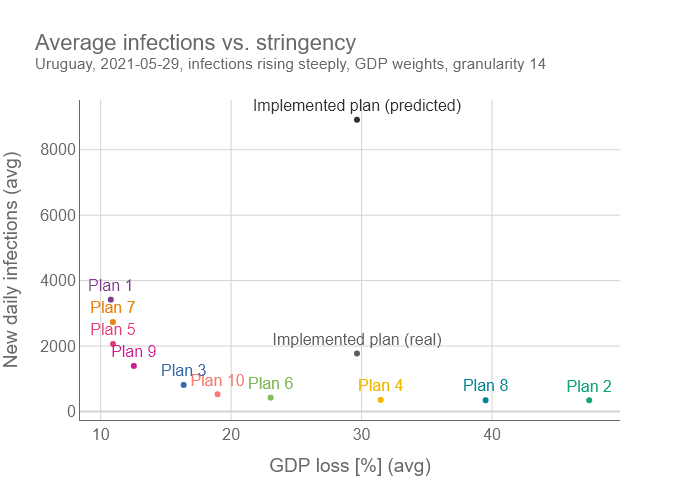 Average infections vs. stringency
Uruguay, 2021-05-29, infections rising steeply, GDP weights, granularity 14
Implemented plan (predicted)
8000
6000
4000
2000
0
New daily infections (avg)
Plan 1
Plan 7
Plan 5
Plan 9
Implemented plan (real)
Plan 3
Plan 10
Plan 6
Plan 4
Plan 8
Plan 2
10
20
30
40
GDP loss [%] (avg)